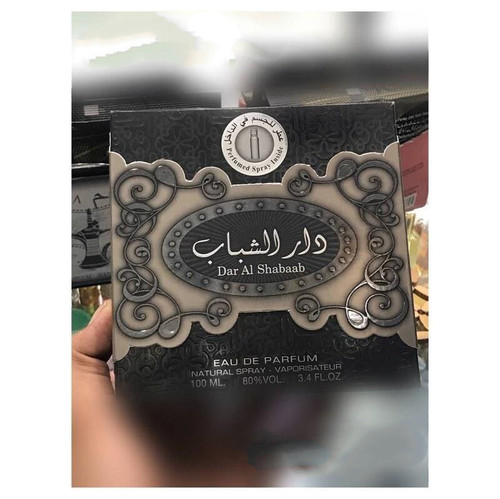 عطر للجسم في الداخل
Perfumed Spray Inside
دار الشباب
Dar Al Shabaab
EAU DE PARFUM
NATURAL SPRAY - VAPORISATEUR
100 ML. 80%VOL. 3.4 FL.OZ.